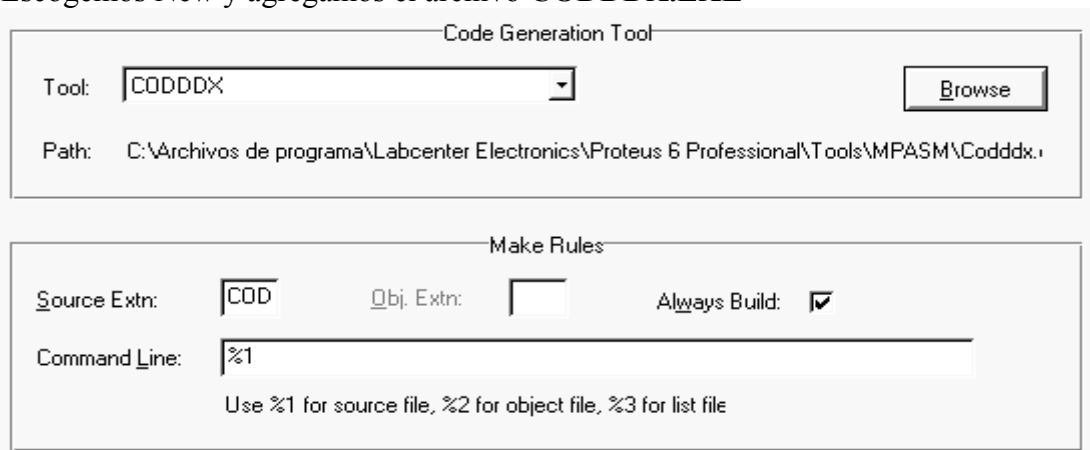 Escogemos New y agregamos el archivo CODDDX.EXE
Code Generation Tool
Tool: CODDDX Browse
Path: C:\Archivos de programa\Labcenter Electronics\Proteus 6 Professional\Tools\MPASM\Codddx.
Make Rules
Source Extn: COD Obj. Extn: Always Build:
Command Line: %1
Use %1 for source file, %2 for object file, %3 for list file